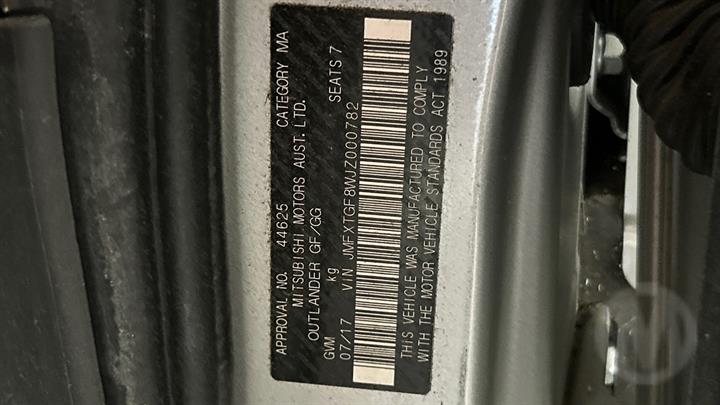 APPROVAL NO. 44625 CATEGORY MA
MITSUBISHI MOTORS AUST. LTD.
OUTLANDER GF/GG
GVM kg SEATS 7
07/17 VIN JMFXTGF8WJZ000782
THIS VEHICLE WAS MANUFACTURED TO COMPLY
WITH THE MOTOR VEHICLE STANDARDS ACT 1989
M